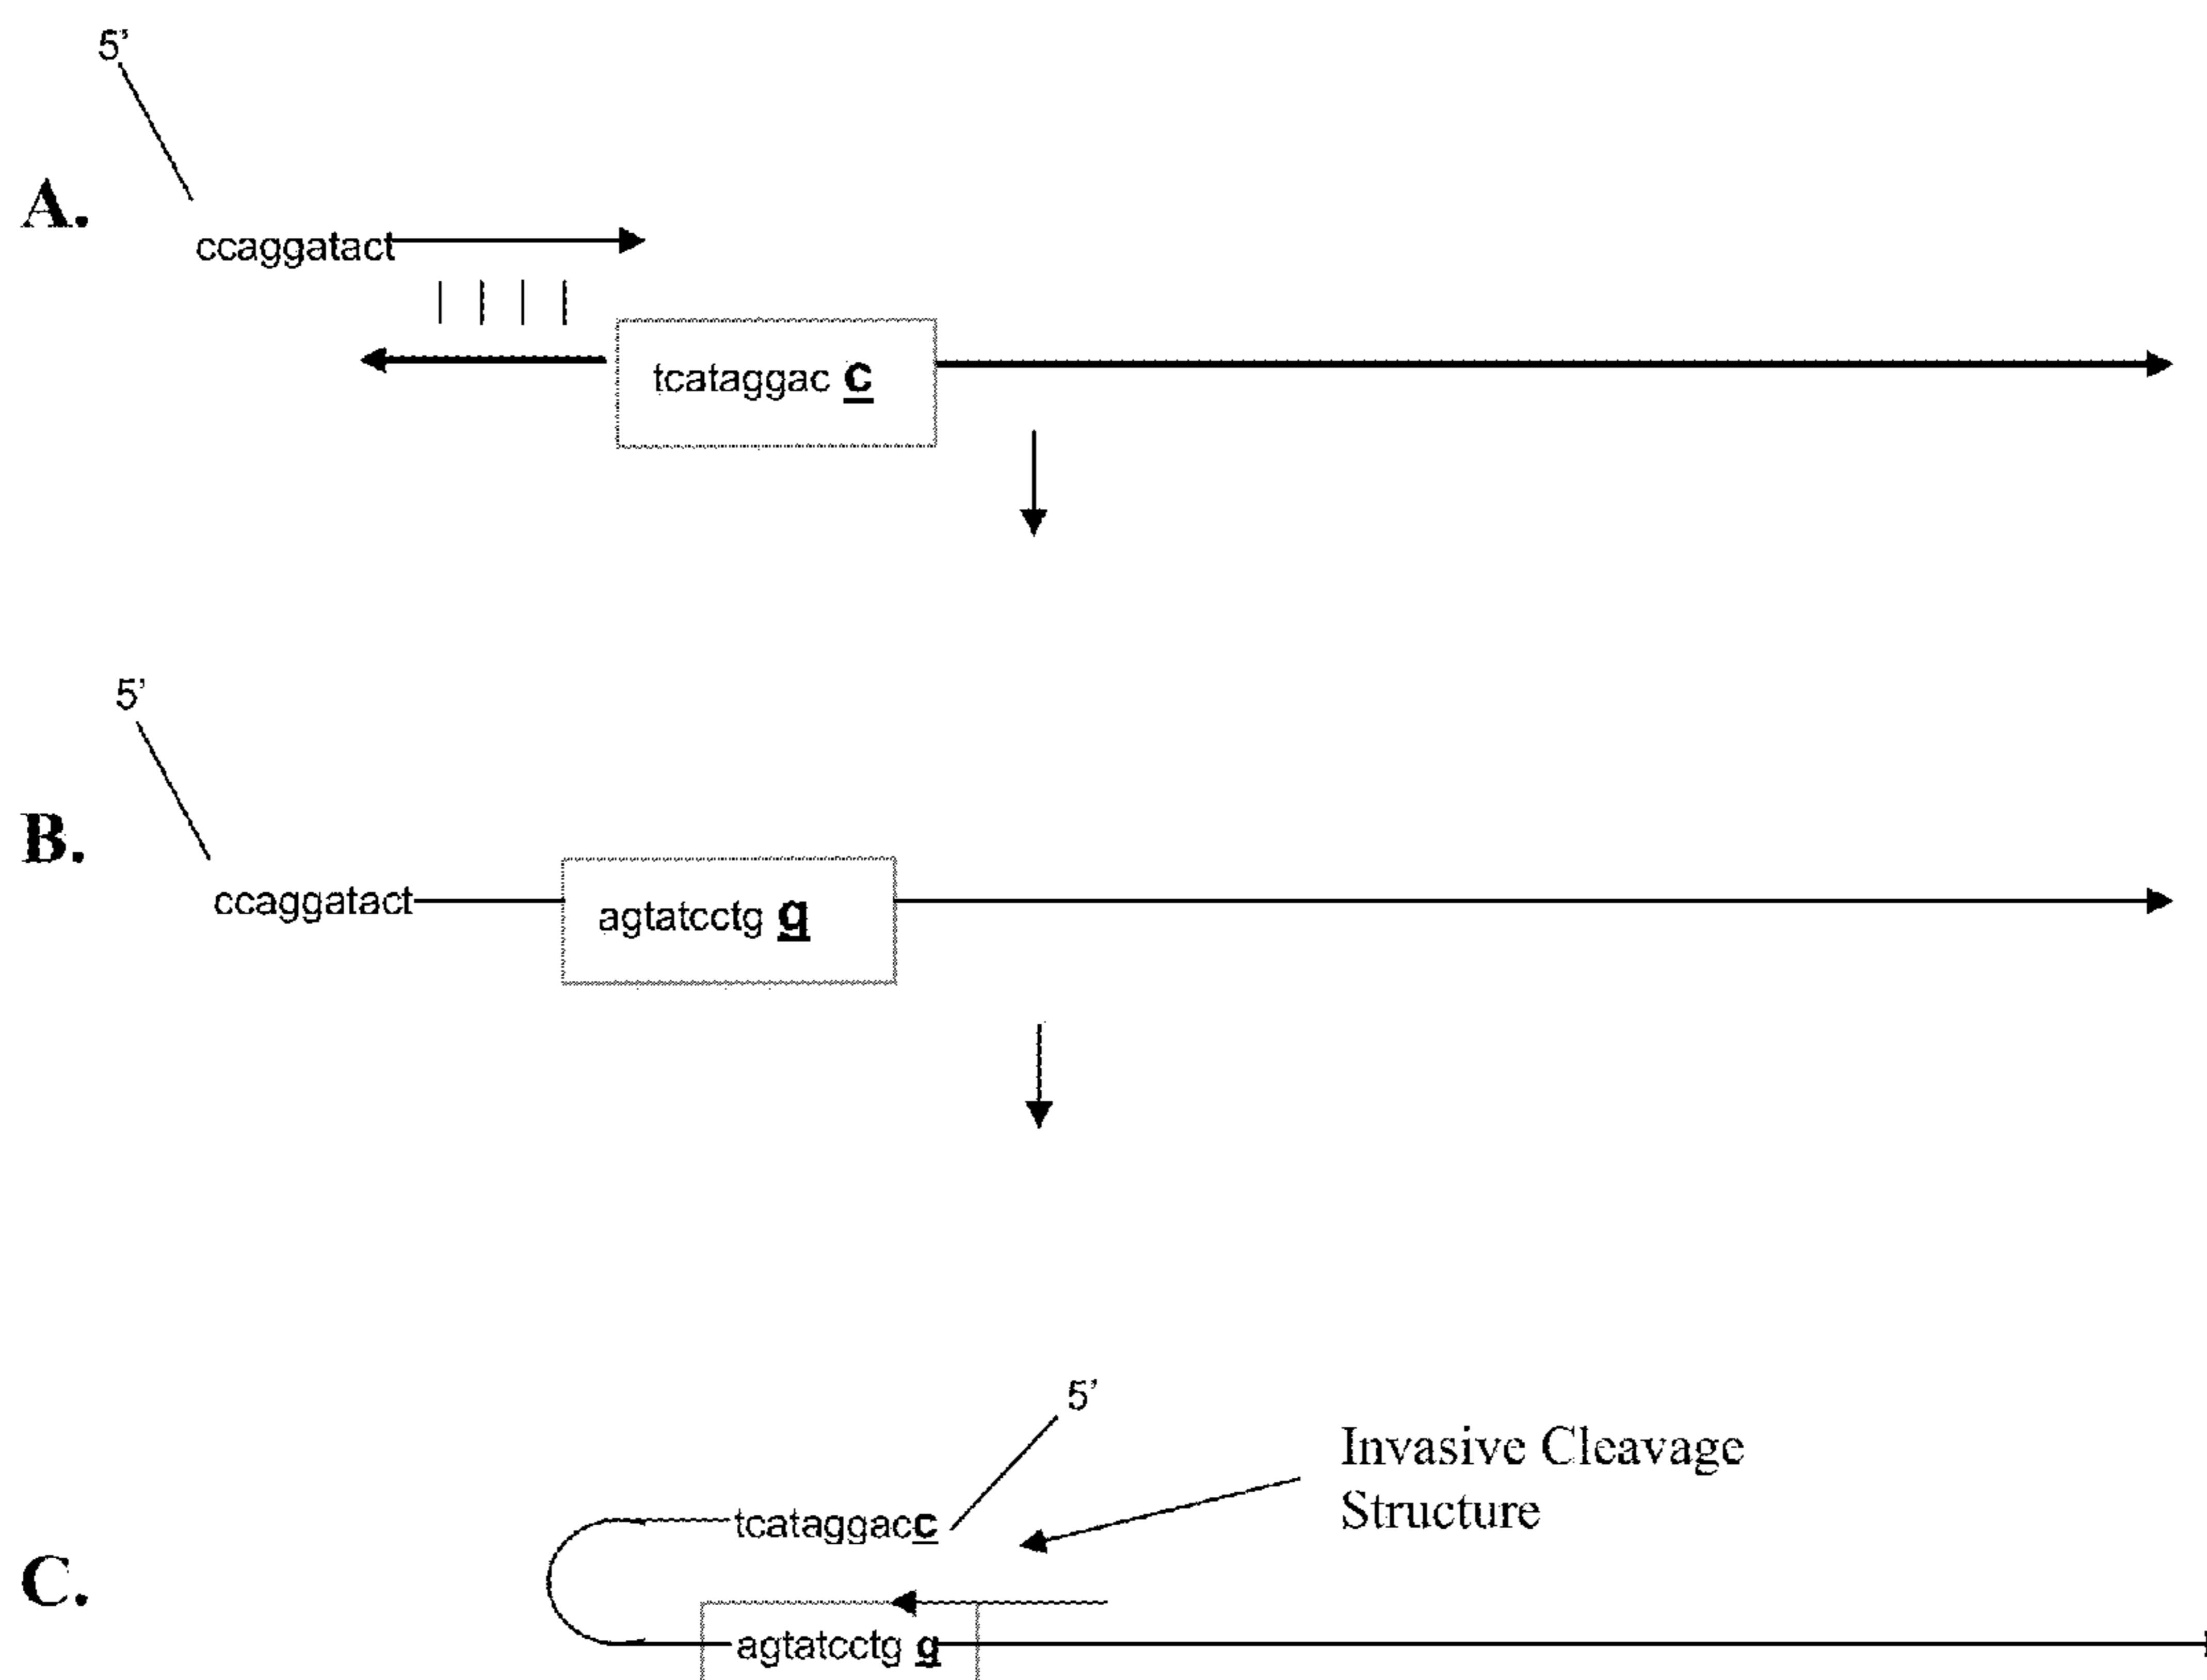 5'
A.
ccaggatact
tcataggac c
5'
B.
ccaggatact
agtatcctg g
5'
Invasive Cleavage
Structure
tcataggacc
C.
agtatcctg g